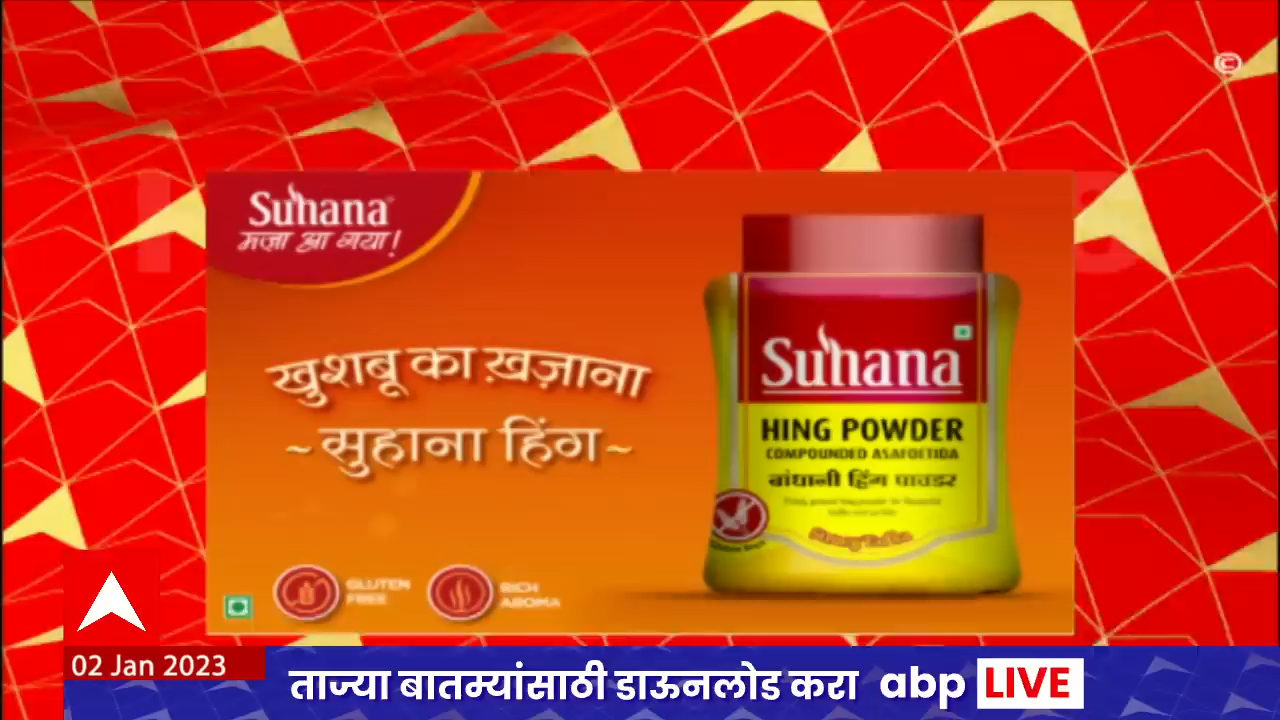 ©
Suhana
मज़ा आ गया!
खुशबू का ख़ज़ाना
~सुहाना हिंग~
GLUTEN
FREE
RICH
AROMA
Suhana
HING POWDER
COMPOUNDED ASAFOETIDA
बांधानी हिंग पावडर
02 Jan 2023
ताज्या बातम्यांसाठी डाऊनलोड करा abp LIVE